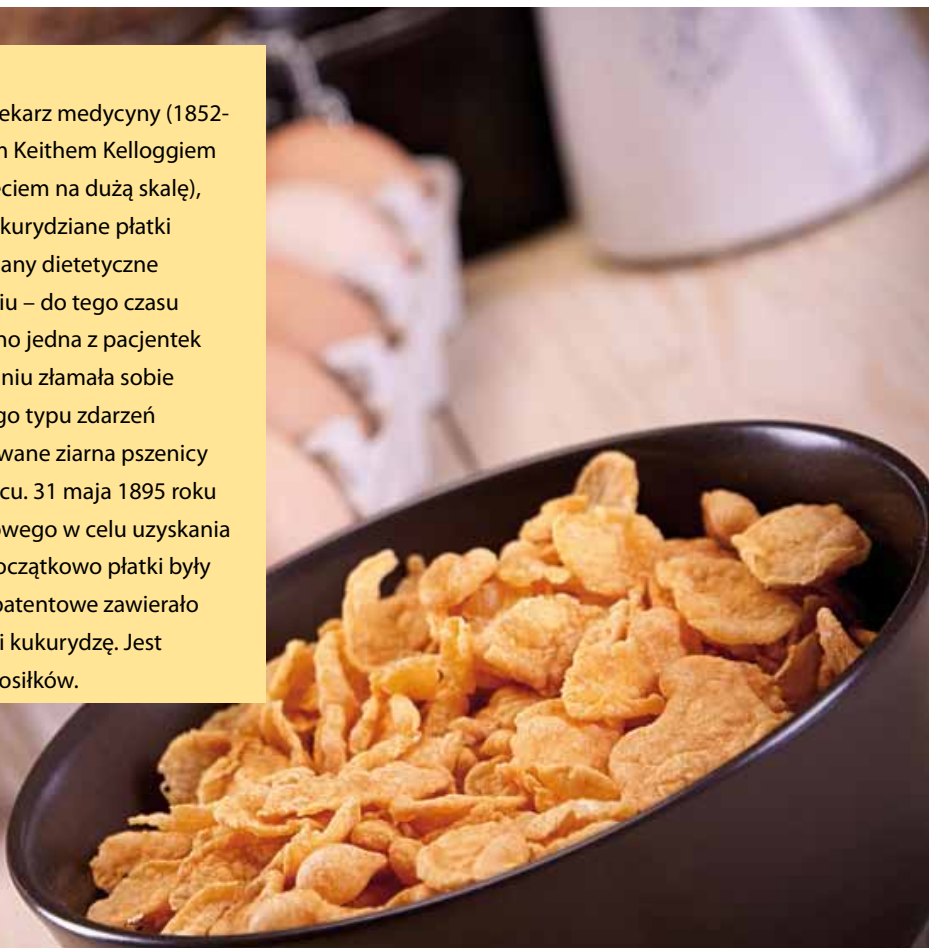 ekarz medycyny (1852-
n Keithem Kelloggiem
ciem na dużą skalę),
kurydziane płatki
any dietetyczne
iu – do tego czasu
no jedna z pacjentek
niu złamała sobie
go typu zdarzeń
wane ziarna pszenicy
cu. 31 maja 1895 roku
owego w celu uzyskania
oczątkowo płatki były
patentowe zawierało
i kukurydzę. Jest
osiłków.